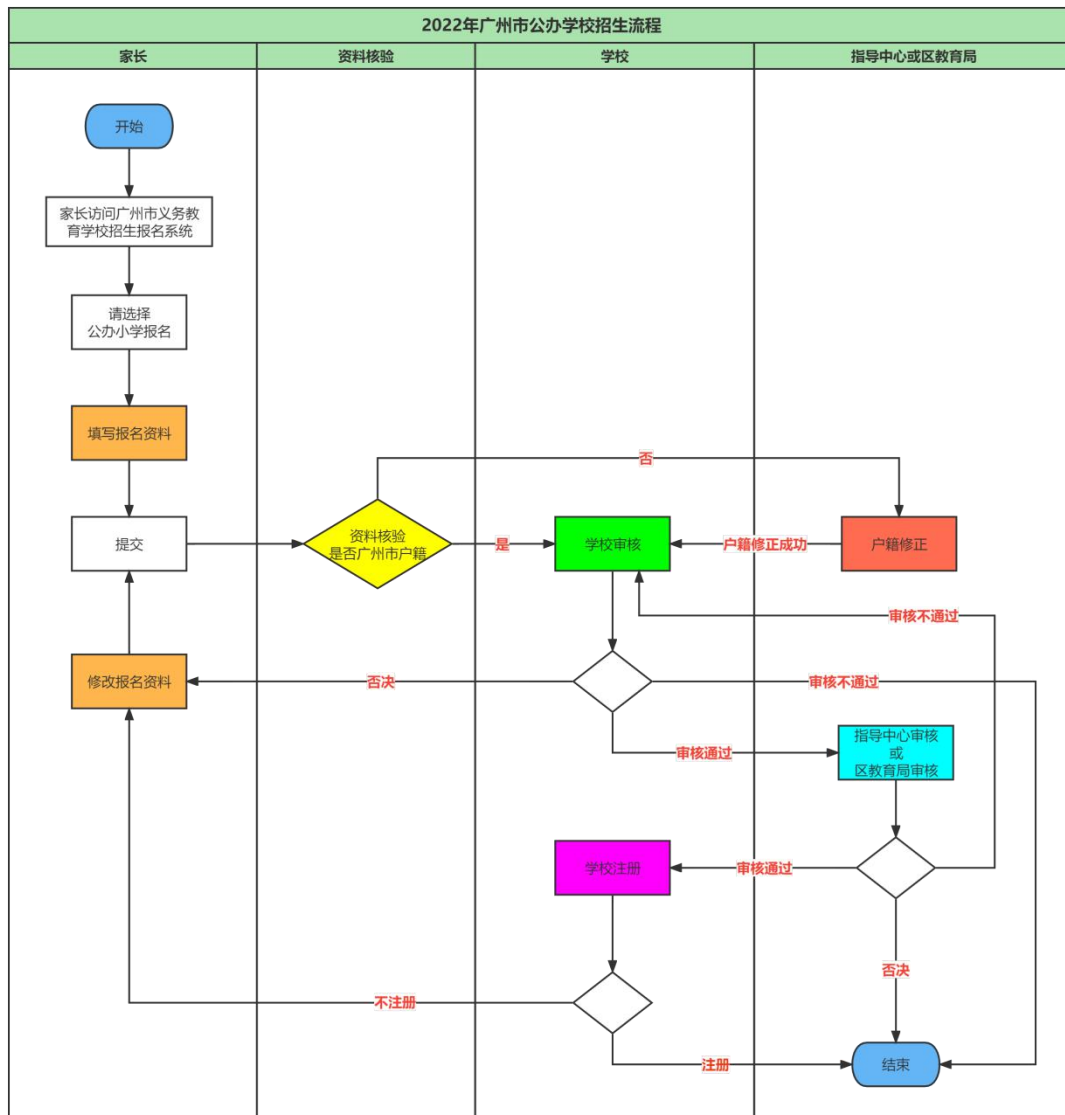 2022年广州市公办学校招生流程
家长
资料核验
学校
指导中心或区教育局
开始
家长访问广州市义务教
育学校招生报名系统
请选择
公办小学报名
填写报名资料
否
提交
资料核验
是否广州市户籍
是
学校审核
户籍修正成功
户籍修正
审核不通过
修改报名资料
否决
审核不通过
审核通过
指导中心审核
或
区教育局审核
学校注册
审核通过
否决
不注册
注册
结束